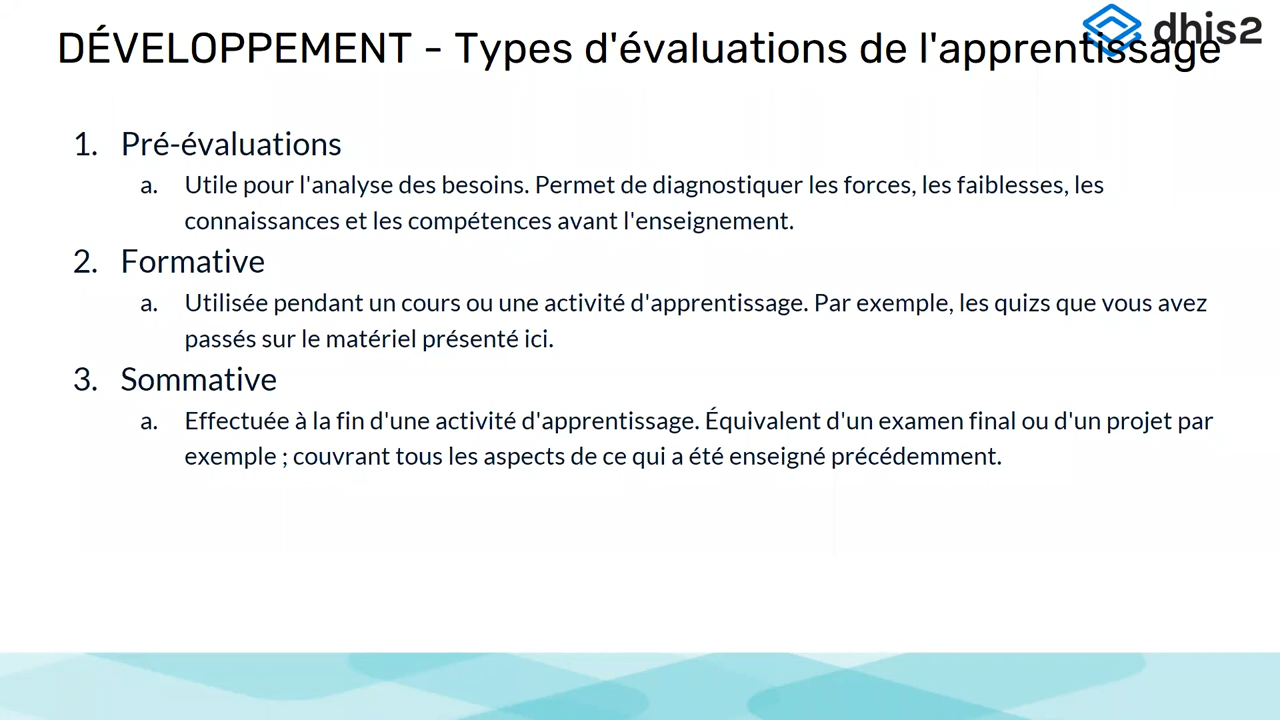 DÉVELOPPEMENT - Types d'évaluations de l'apprentissage
dhis2
1. Pré-évaluations
a. Utile pour l'analyse des besoins. Permet de diagnostiquer les forces, les faiblesses, les
connaissances et les compétences avant l'enseignement.
2. Formative
a. Utilisée pendant un cours ou une activité d'apprentissage. Par exemple, les quizs que vous avez
passés sur le matériel présenté ici.
3. Sommative
a. Effectuée à la fin d'une activité d'apprentissage. Équivalent d'un examen final ou d'un projet par
exemple ; couvrant tous les aspects de ce qui a été enseigné précédemment.